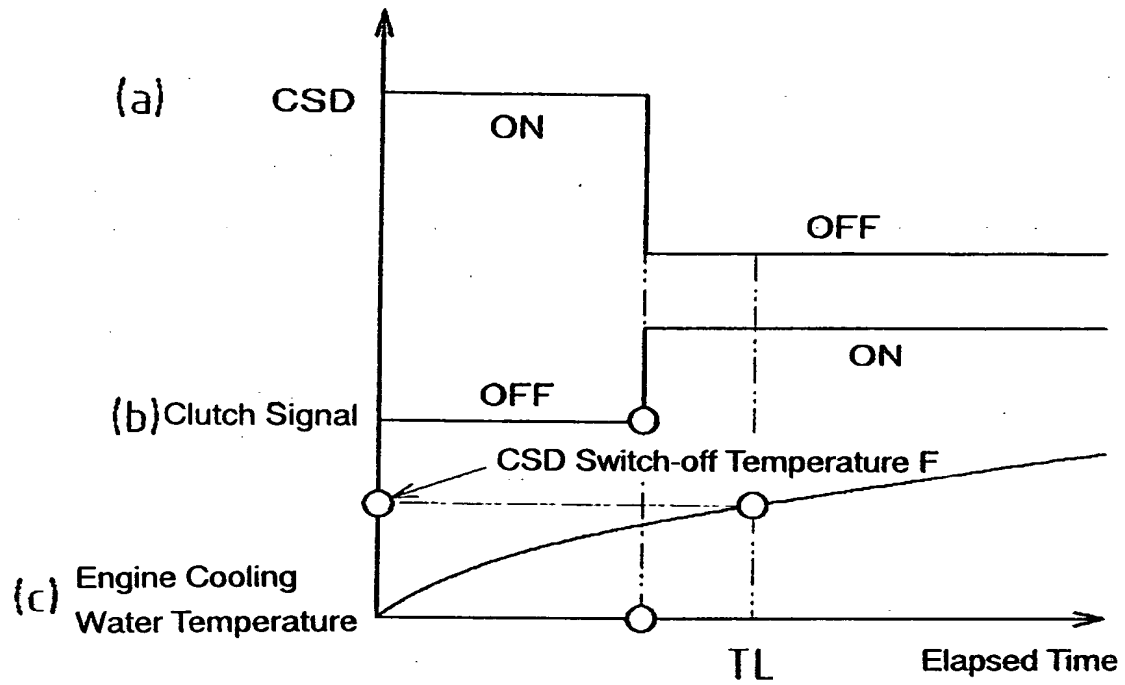 (a) CSD
ON
OFF
ON
OFF
(b) Clutch Signal
CSD Switch-off Temperature F
(c) Engine Cooling
Water Temperature
TL
Elapsed Time